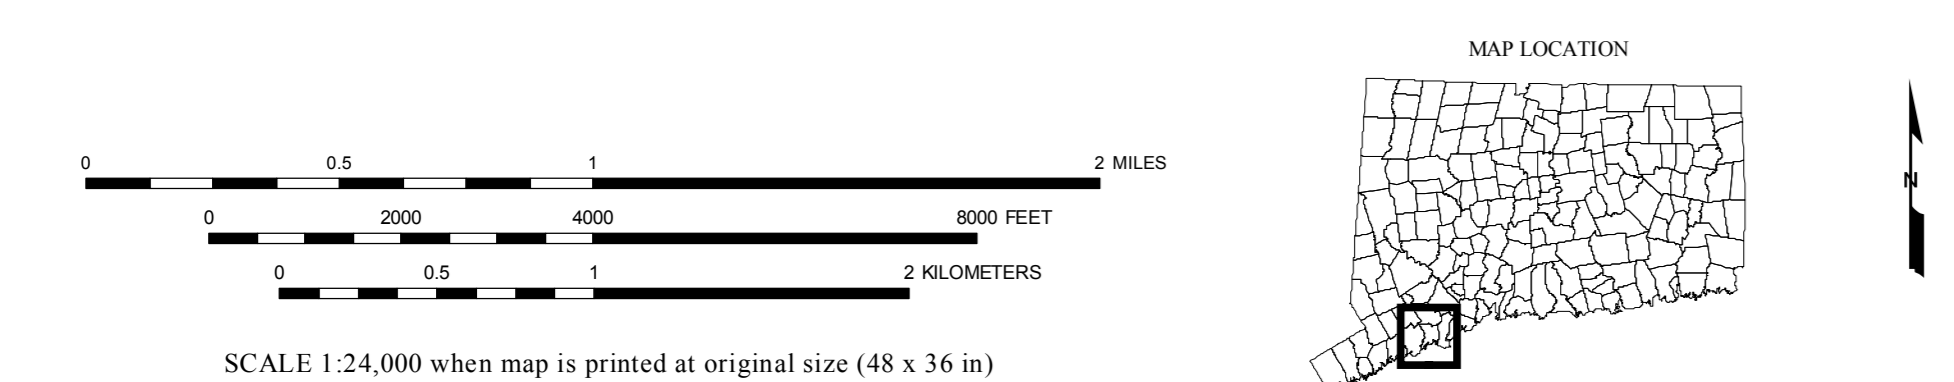 MAP LOCATION
0 0.5 1 2 MILES
0 2000 4000 8000 FEET
0 0.5 1 2 KILOMETERS
N
SCALE 1:24,000 when map is printed at original size (48 x 36 in)